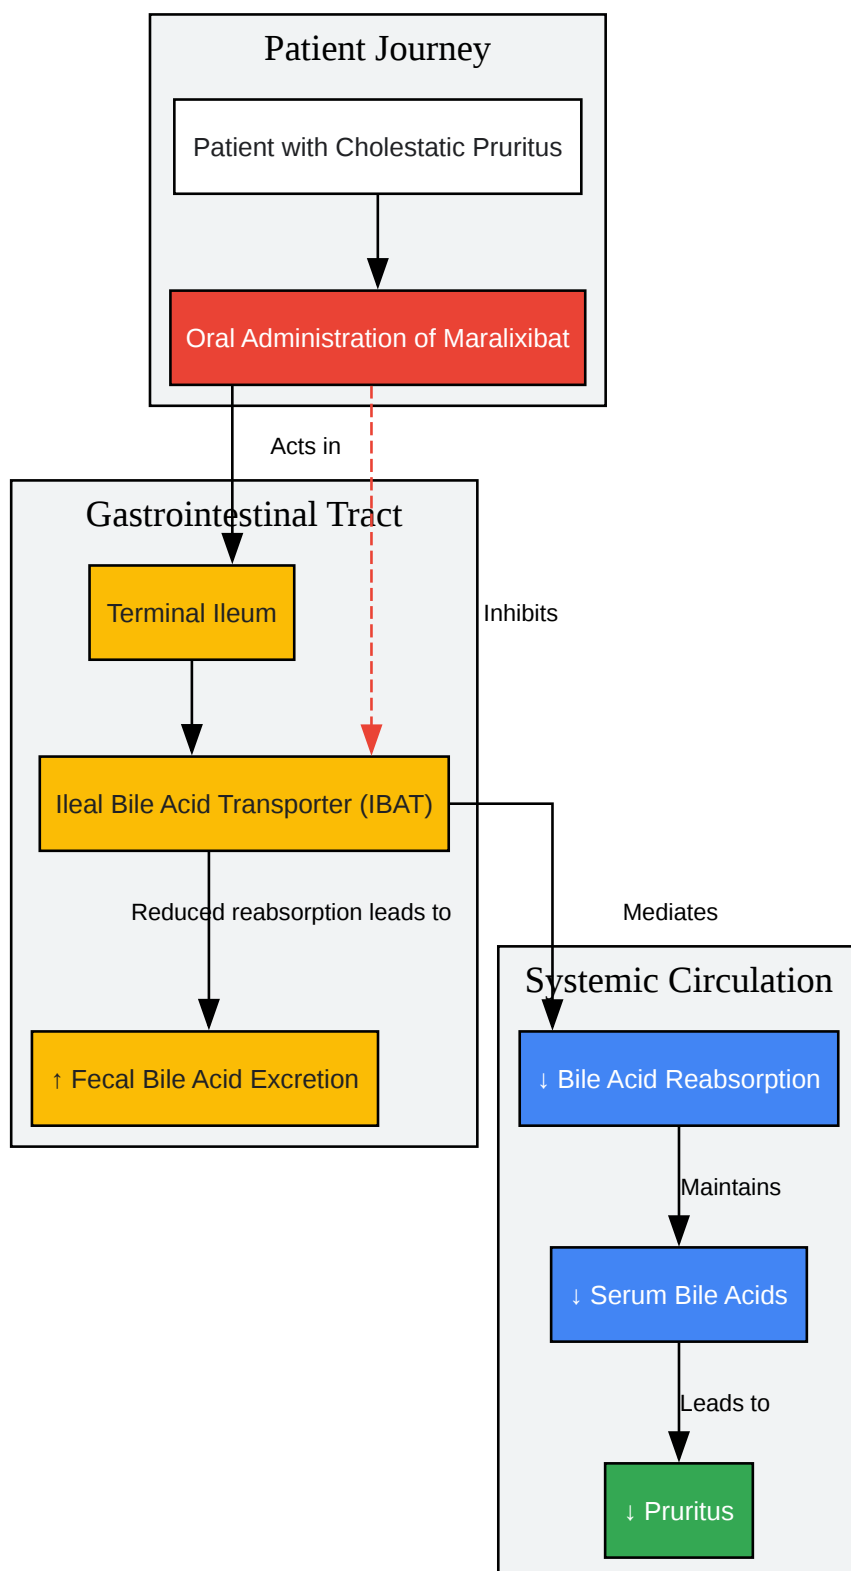 Patient Journey
Patient with Cholestatic Pruritus
Oral Administration of Maralixibat
Acts in
Gastrointestinal Tract
Terminal Ileum
Inhibits
Ileal Bile Acid Transporter (IBAT)
Reduced reabsorption leads to
Mediates
Systemic Circulation
↑ Fecal Bile Acid Excretion
↓ Bile Acid Reabsorption
Maintains
↓ Serum Bile Acids
Leads to
↓ Pruritus